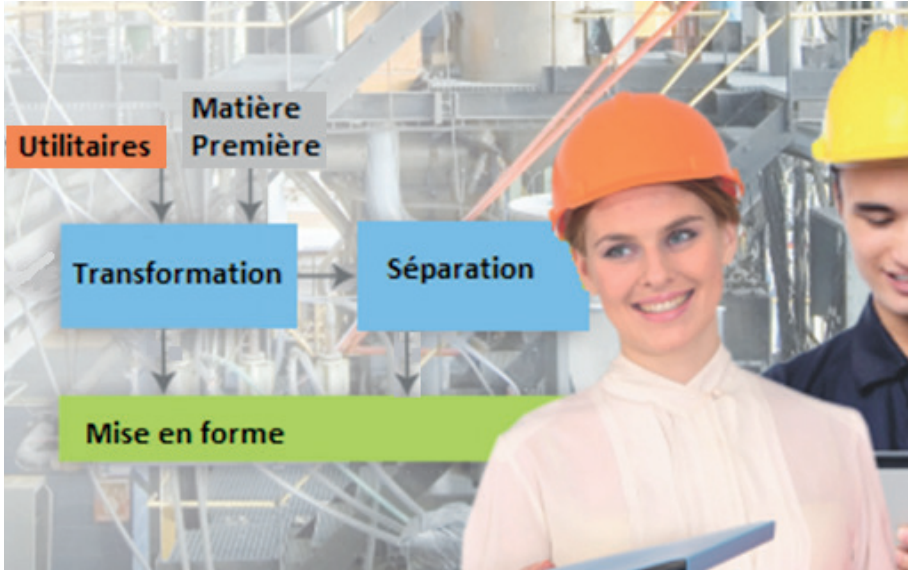 Matière
Première
Utilitaires
Transformation
Séparation
Mise en forme